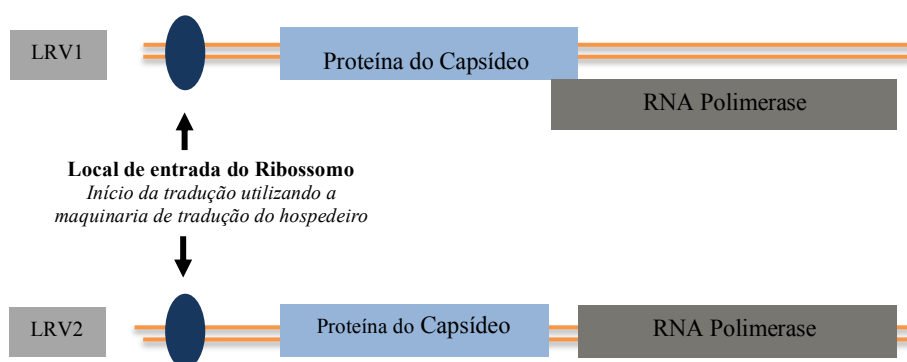 LRV1
Proteína do Capsídeo
RNA Polimerase
Local de entrada do Ribossomo
Início da tradução utilizando a
maquinaria de tradução do hospedeiro
LRV2
Proteína do Capsídeo
RNA Polimerase